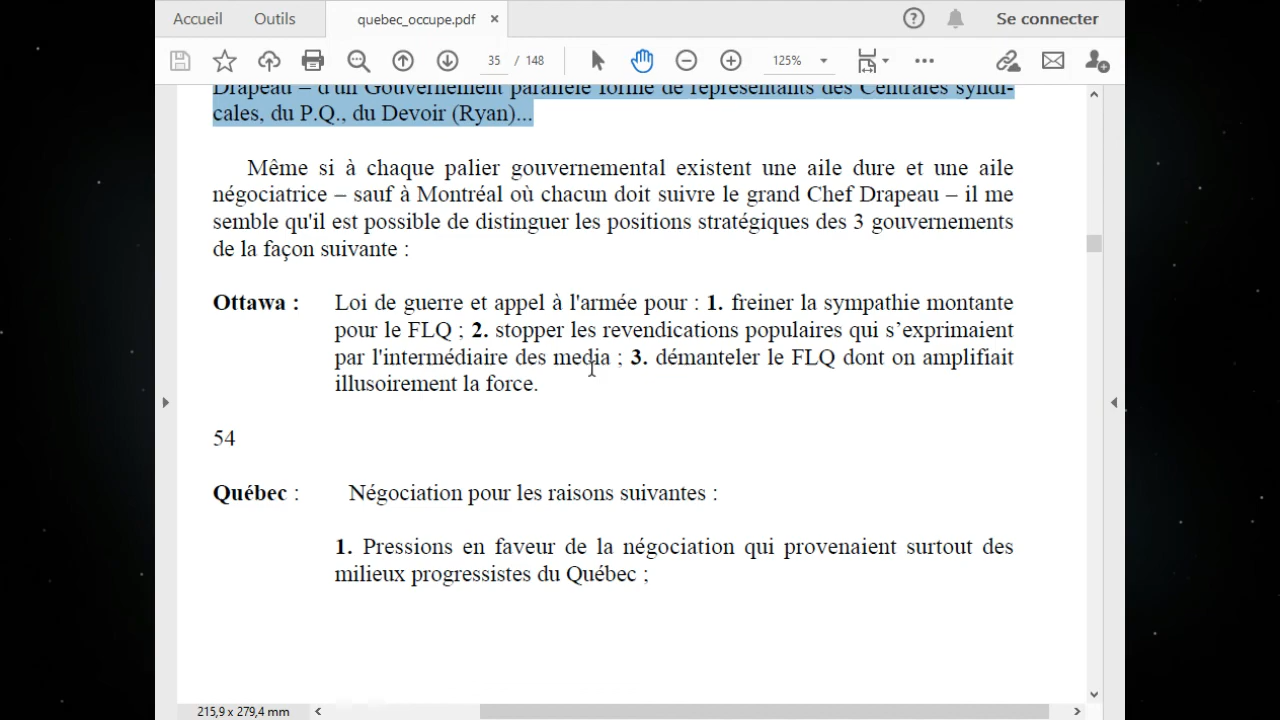 Accueil Outils quebec_occupe.pdf × Se connecter
35 / 148 125%
Drapeau – d'un Gouvernement parallèle formé de représentants des Centrales syndi-
cales, du P.Q., du Devoir (Ryan)...
Même si à chaque palier gouvernemental existent une aile dure et une aile
négociatrice – sauf à Montréal où chacun doit suivre le grand Chef Drapeau – il me
semble qu'il est possible de distinguer les positions stratégiques des 3 gouvernements
de la façon suivante :
Ottawa : Loi de guerre et appel à l'armée pour : 1. freiner la sympathie montante
pour le FLQ ; 2. stopper les revendications populaires qui s’exprimaient
par l'intermédiaire des media ; 3. démanteler le FLQ dont on amplifiait
illusoirement la force.
54
Québec : Négociation pour les raisons suivantes :
1. Pressions en faveur de la négociation qui provenaient surtout des
milieux progressistes du Québec ;
215,9 x 279,4 mm